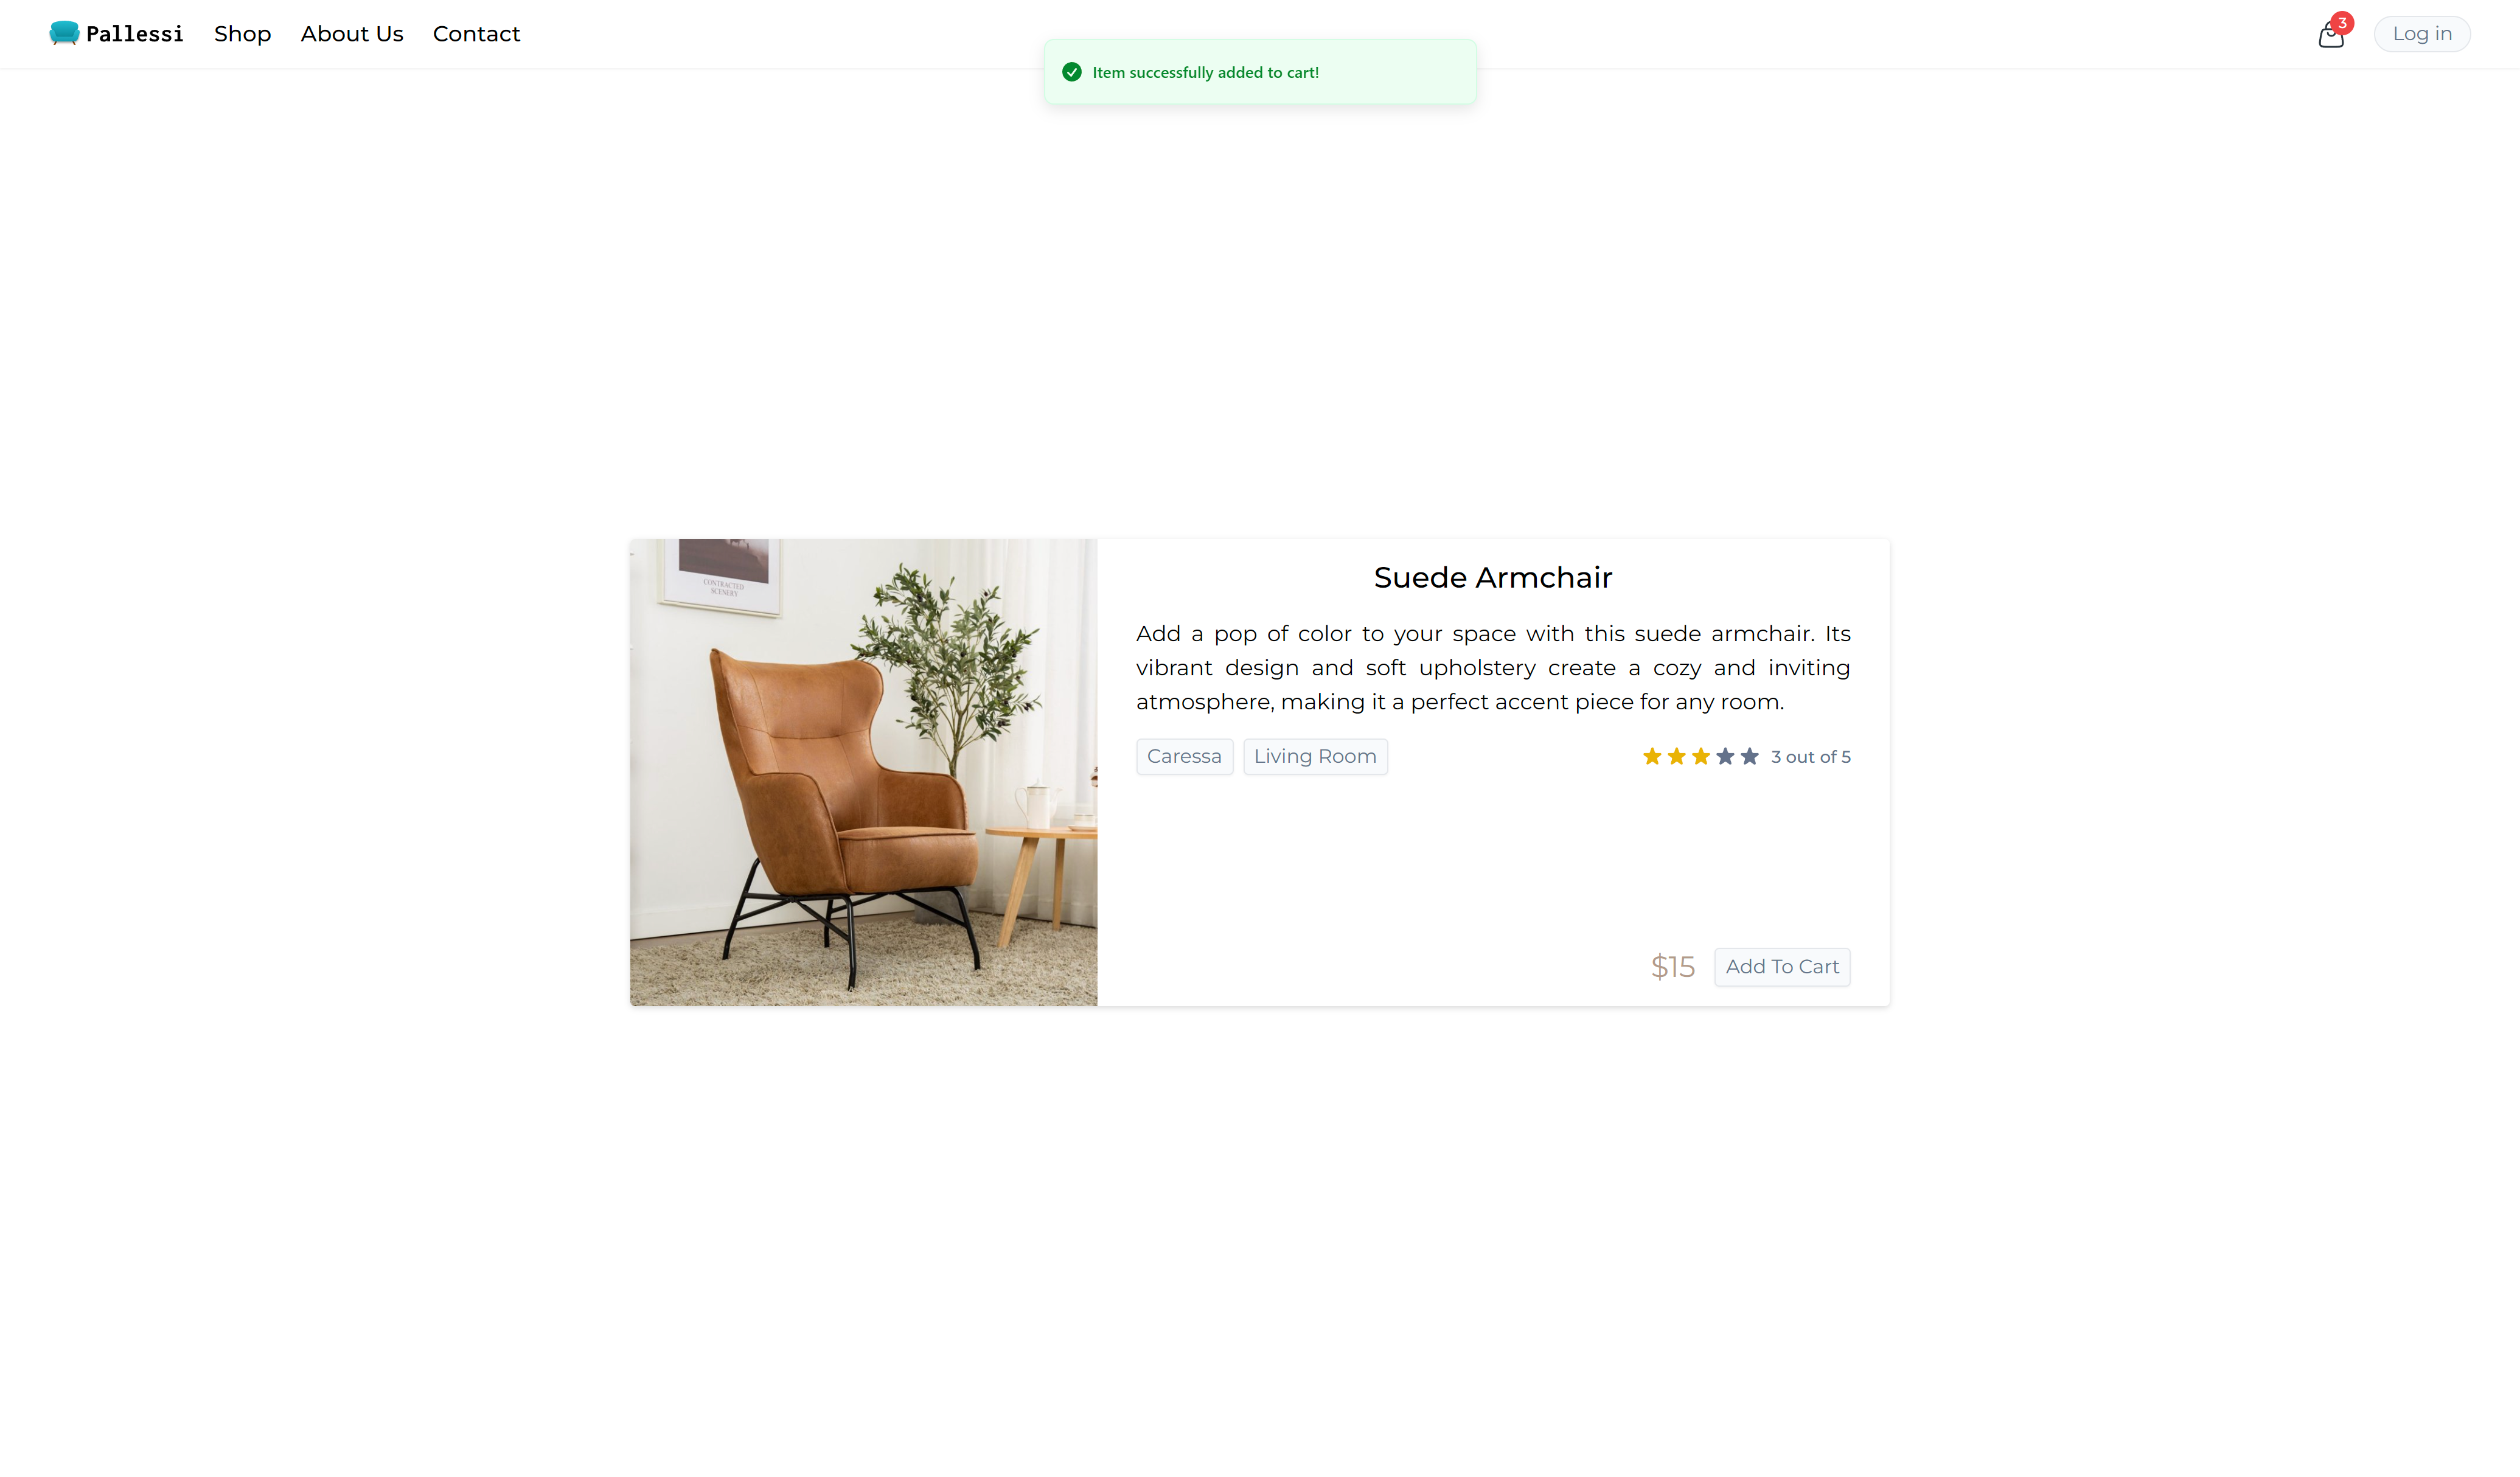 Pallessi Shop About Us Contact 3 Log in
Item successfully added to cart!
CONTRACTED
SCENERY
Suede Armchair
Add a pop of color to your space with this suede armchair. Its
vibrant design and soft upholstery create a cozy and inviting
atmosphere, making it a perfect accent piece for any room.
Caressa Living Room 3 out of 5
$15 Add To Cart